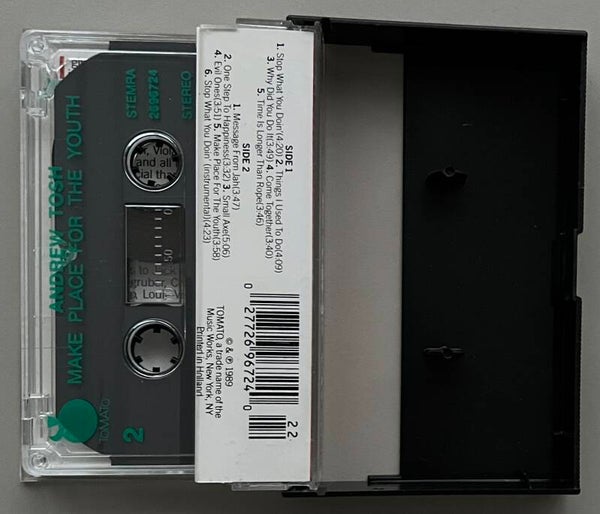 ANDREW TOSH
MAKE PLACE FOR THE YOUTH
TOMATO
2
STEMRA
2696724
STEREO
and all
0
50
SIDE 1
1. Stop What You Doin'(4:20) 2. Things I Used To Do(4:09)
3. Why Did You Do It(3:49) 4. Come Together(3:40)
5. Time Is Longer Than Rope(3:46)
SIDE 2
1. Message From Jah(3:47)
2. One Step To Happiness(3:32) 3. Small Axe(5:06)
4. Evil Ones(3:51) 5. Make Place For The Youth(3:58)
6. Stop What You Doin' (instrumental)(4:23)
0 27726 96724 0
22
© & ℗ 1989
TOMATO, a trade name of the
Music Works, New York, NY
Printed in Holland